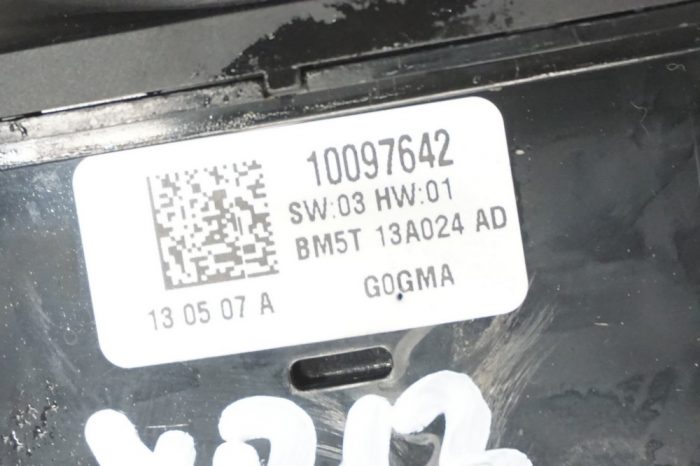 10097642
SW:03 HW:01
BM5T 13A024 AD
G0GMA
13 05 07 A